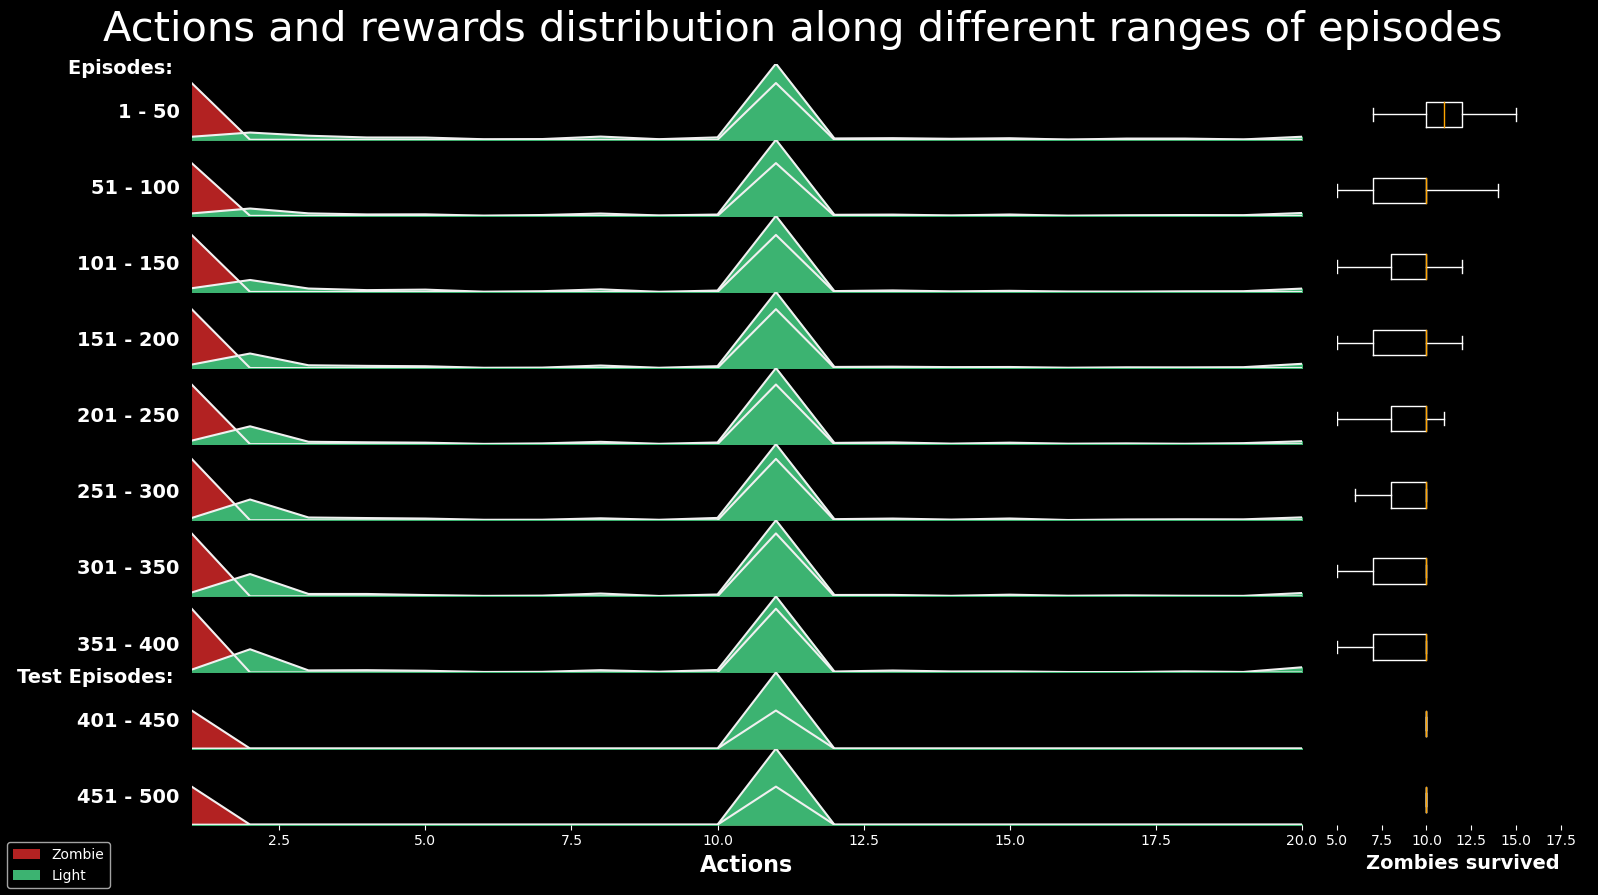 Actions and rewards distribution along different ranges of episodes
Episodes:
1 - 50
51 - 100
101 - 150
151 - 200
201 - 250
251 - 300
301 - 350
351 - 400
Test Episodes:
401 - 450
451 - 500
2.5 5.0 7.5 10.0 12.5 15.0 17.5 20.0
5.0 7.5 10.0 12.5 15.0 17.5
Actions
Zombies survived
Zombie
Light